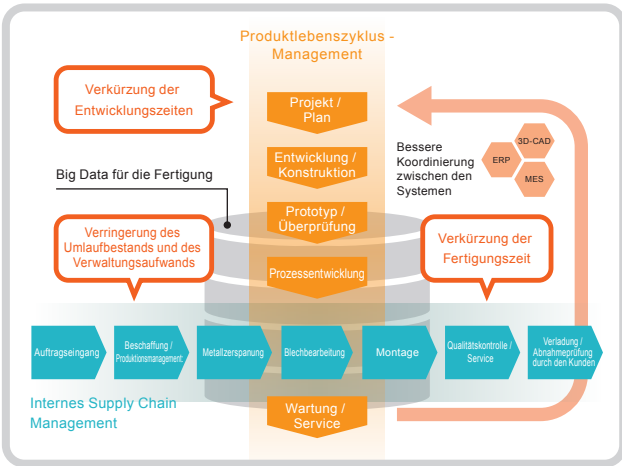 Produktlebenszyklus -
Management
Verkürzung der
Entwicklungszeiten
Projekt /
Plan
Bessere
Koordinierung
zwischen den
Systemen
3D-CAD
ERP
MES
Entwicklung /
Konstruktion
Big Data für die Fertigung
Prototyp /
Überprüfung
Verringerung des
Umlaufbestands und des
Verwaltungsaufwands
Verkürzung der
Fertigungszeit
Prozessentwicklung
Auftragseingang
Beschaffung /
Produktionsmanagement
Metallzerspanung
Blechbearbeitung
Montage
Qualitätskontrolle /
Service
Verladung /
Abnahmeprüfung
durch den Kunden
Internes Supply Chain
Management
Wartung /
Service